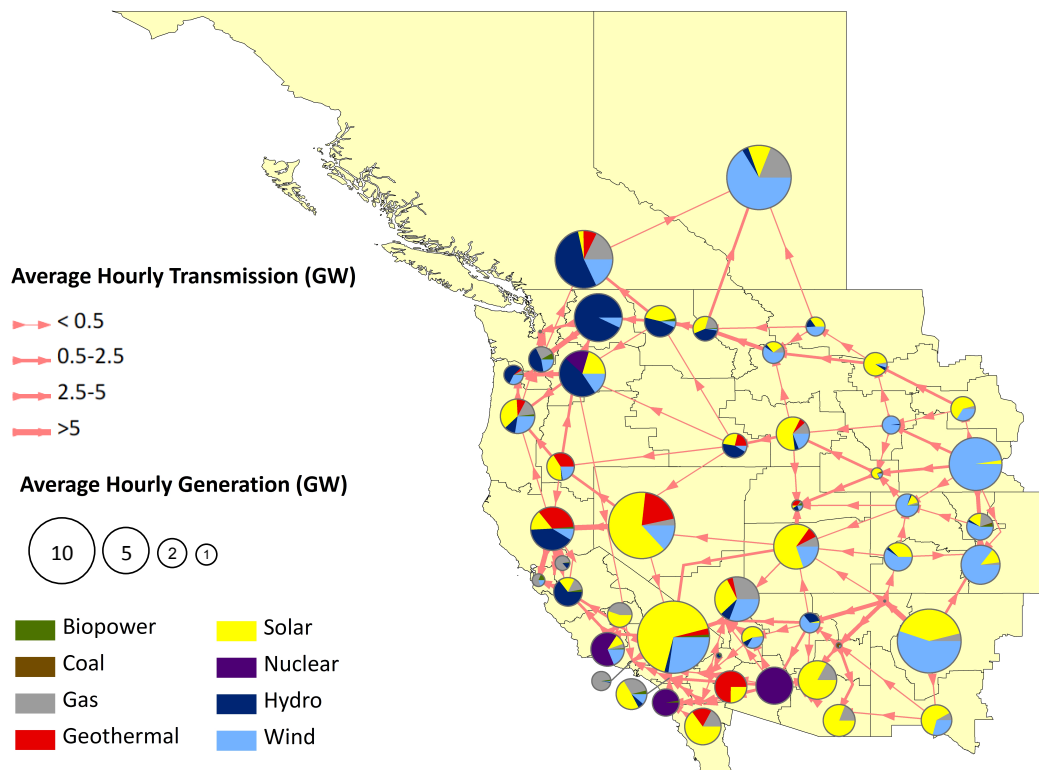 Average Hourly Transmission (GW)
< 0.5
0.5-2.5
2.5-5
>5
Average Hourly Generation (GW)
10
5
2
1
Biopower
Solar
Coal
Nuclear
Gas
Hydro
Geothermal
Wind